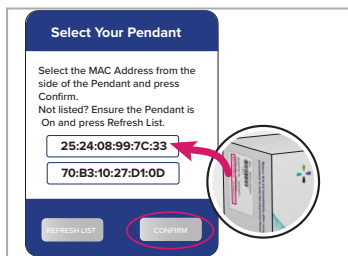 Select Your Pendant
Select the MAC Address from the
side of the Pendant and press
Confirm.
Not listed? Ensure the Pendant is
On and press Refresh List.
25:24:08:99:7C:33
70:B3:10:27:D1:0D
REFRESH LIST
CONFIRM